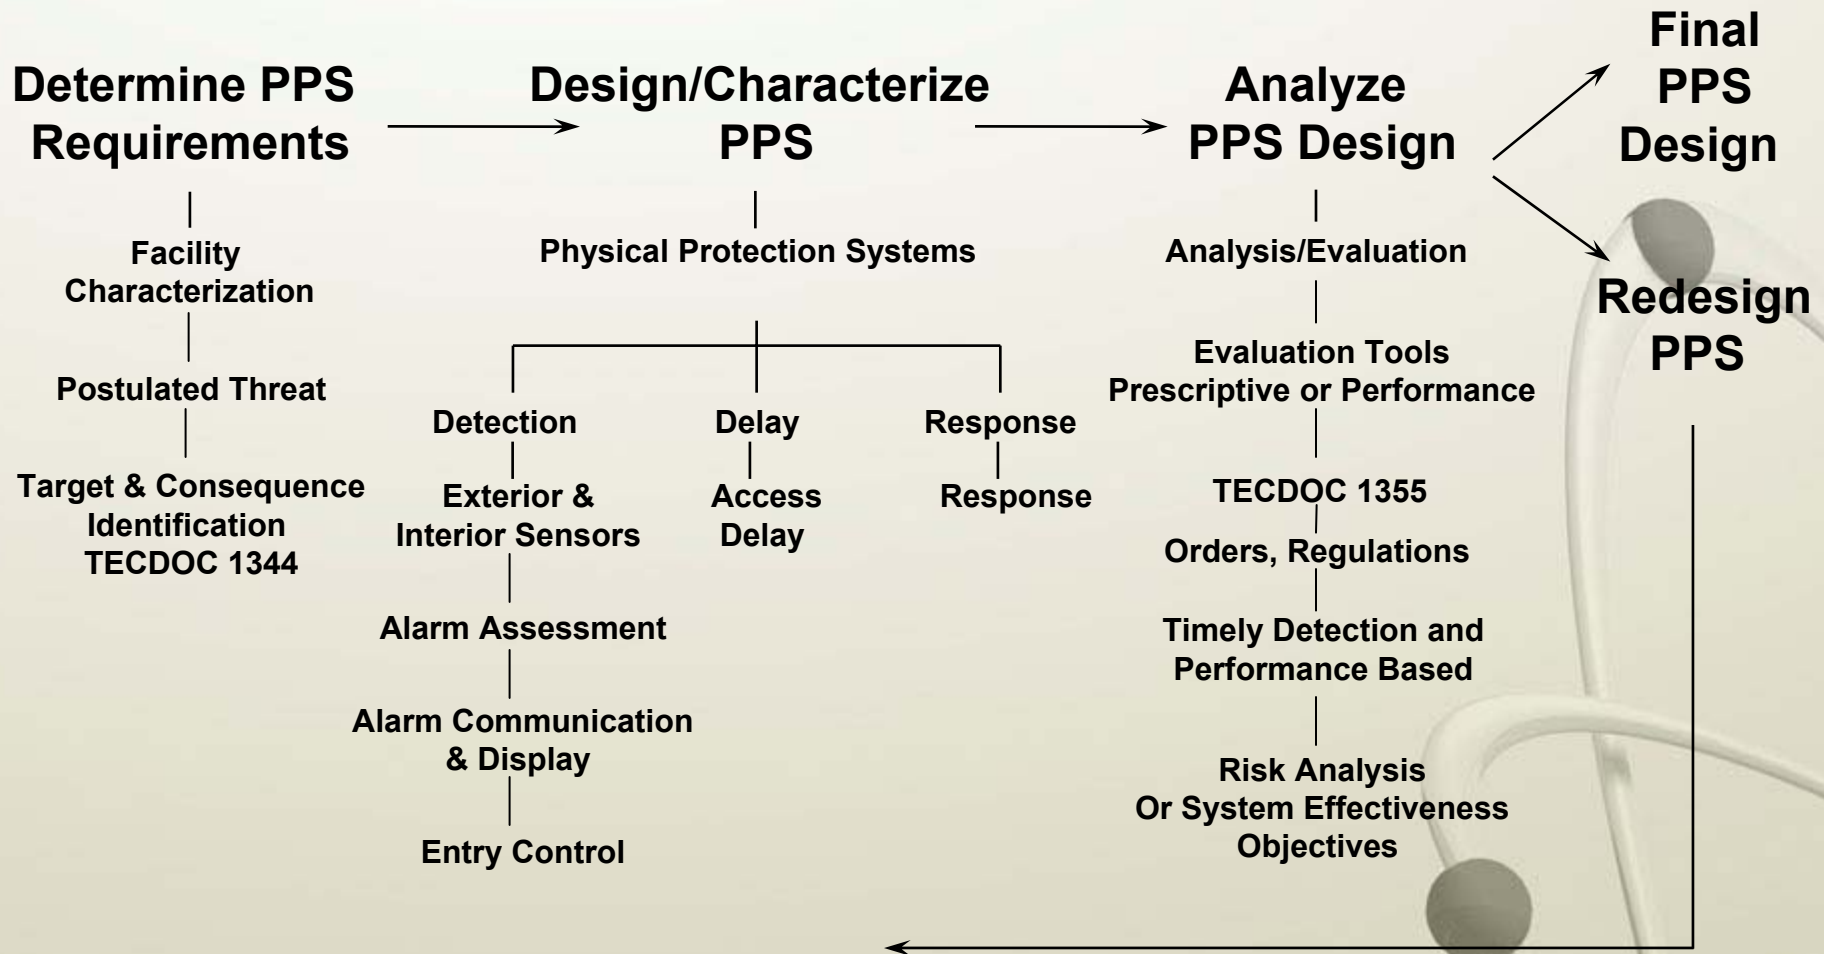 Determine PPS
Requirements
Facility
Characterization
Postulated Threat
Target & Consequence
Identification
TECDOC 1344
Design/Characterize
PPS
Physical Protection Systems
Detection
Exterior &
Interior Sensors
Alarm Assessment
Alarm Communication
& Display
Entry Control
Delay
Access
Delay
Response
Response
Analyze
PPS Design
Analysis/Evaluation
Evaluation Tools
Prescriptive or Performance
TECDOC 1355
Orders, Regulations
Timely Detection and
Performance Based
Risk Analysis
Or System Effectiveness
Objectives
Final
PPS
Design
Redesign
PPS